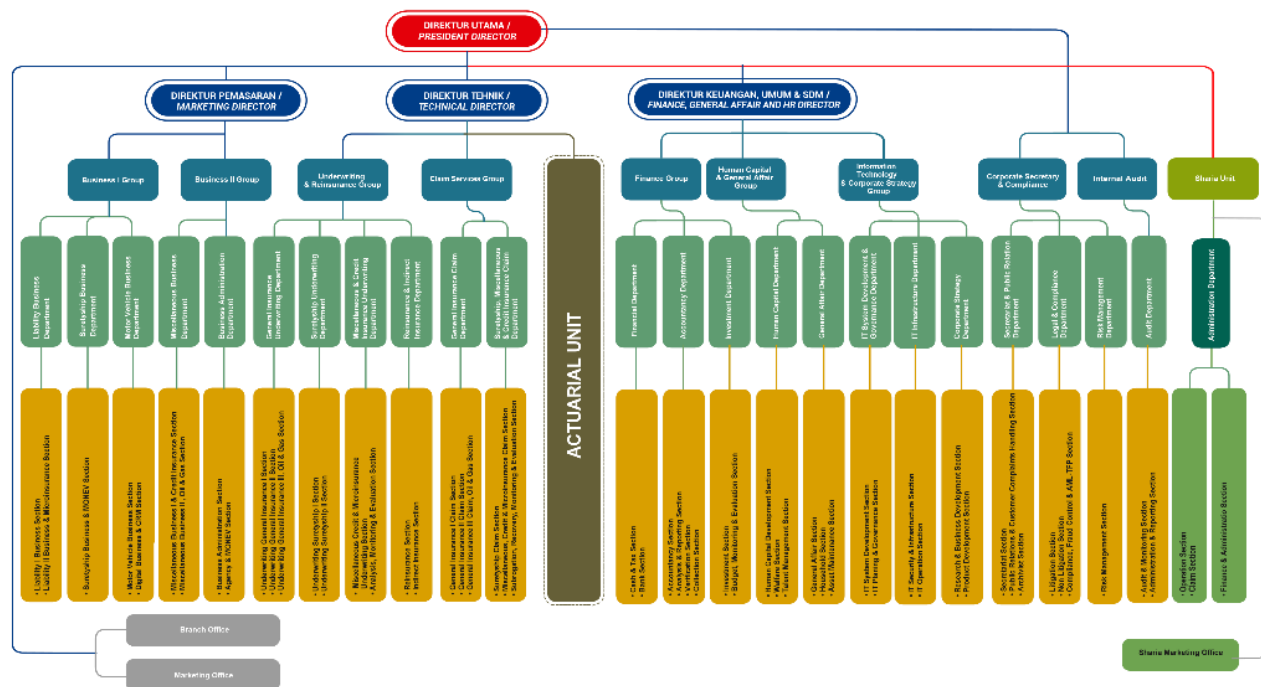 DIREKTUR UTAMA /
PRESIDENT DIRECTOR
DIREKTUR PEMASARAN /
MARKETING DIRECTOR
DIREKTUR TEHNIK /
TECHNICAL DIRECTOR
DIREKTUR KEUANGAN, UMUM & SDM /
FINANCE, GENERAL AFFAIR AND HR DIRECTOR
Business I Group
Business II Group
Underwriting
& Reinsurance Group
Claim Services Group
Finance Group
Human Capital
& General Affair
Group
Information
Technology
& Corporate Strategy
Group
Corporate Secretary
& Compliance
Internal Audit
Sharia Unit
Liability Business
Department
Suretyship Business
Department
Motor Vehicle Business
Department
Miscellaneous Business
Department
Business Administration
Department
General Insurance
Underwriting Department
Suretyship Underwriting
Department
Miscellaneous & Credit
Insurance Underwriting
Department
Reinsurance & Indirect
Insurance Department
General Insurance Claim
Department
Suretyship, Miscellaneous
& Credit Insurance Claim
Department
ACTUARIAL UNIT
Financial Department
Accountancy Department
Investment Department
Human Capital Department
General Affair Department
IT System Development &
Governance Department
IT Infrastructure Department
Corporate Strategy
Department
Secretariat & Public Relation
Department
Legal & Compliance
Department
Risk Management
Department
Audit Department
Administration Department
• Liability Business Section
• Liability Business & Microinsurance Section
• Suretyship Business & MONEV Section
• Motor Vehicle Business Section
• Digital Business & CRM Section
• Miscellaneous Business I & Credit Insurance Section
• Miscellaneous Business II, Oil & Gas Section
• Business Administration Section
• Agency & MONEV Section
• Underwriting General Insurance I Section
• Underwriting General Insurance II Section
• Underwriting General Insurance III, Oil & Gas Section
• Underwriting Suretyship I Section
• Underwriting Suretyship II Section
• Miscellaneous Credit & Microinsurance
Underwriting Section
• Analysis, Monitoring & Evaluation Section
• Reinsurance Section
• Indirect Insurance Section
• General Insurance I Claim Section
• General Insurance II Claim Section
• General Insurance III Claim, Oil & Gas Section
• Suretyship Claim Section
• Miscellaneous, Credit & Microinsurance Claim Section
• Subrogation, Recovery, Monitoring & Evaluation Section
• Cash & Tax Section
• Bank Section
• Accountancy Section
• Analysis & Reporting Section
• Verification Section
• Collection Section
• Investment Section
• Budget, Monitoring & Evaluation Section
• Human Capital Development Section
• Welfare Section
• Talent Management Section
• General Affair Section
• Household Section
• Asset Maintenance Section
• IT Systems Development Section
• IT Planning & Governance Section
• IT Security & Infrastructure Section
• IT Operation Section
• Research & Business Development Section
• Product Development Section
• Secretariat Section
• Public Relations & Customer Complaints Handling Section
• Litigation Section
• Non Litigation Section
• Compliance, Fraud Control & AML-TFP Section
• Risk Management Section
• Audit & Monitoring Section
• Administration & Reporting Section
• Operation Section
• Claim Section
• Finance & Administratio Section
Branch Office
Marketing Office
Sharia Marketing Office